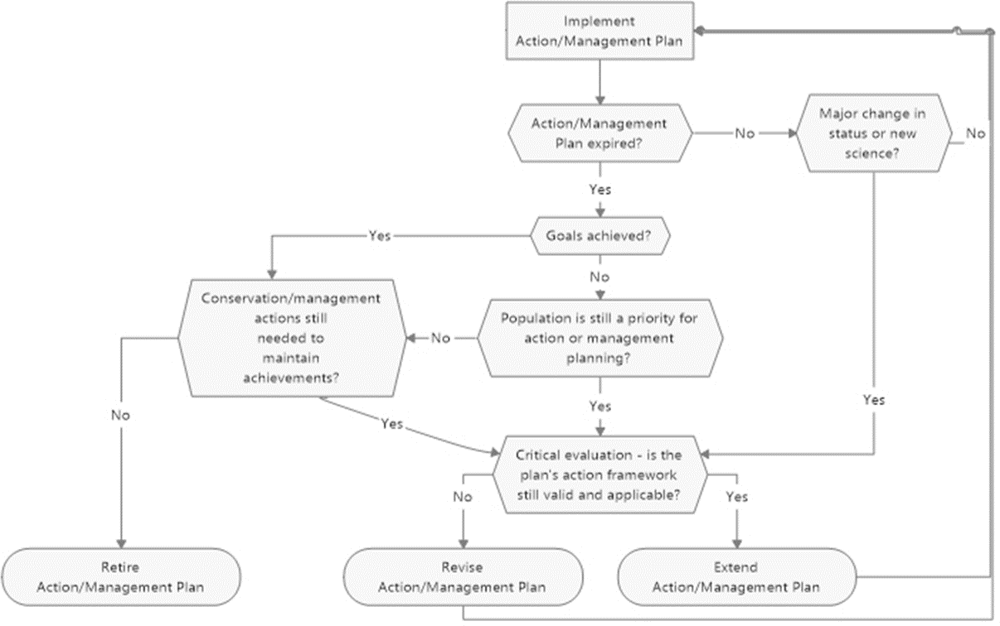 Implement
Action/Management Plan
Action/Management
Plan expired?
No
Major change in
status or new
science?
No
Yes
Goals achieved?
Yes
No
Conservation/management
actions still
needed to
maintain
achievements?
No
Population is still a priority for
action or management
planning?
No
Yes
Yes
Yes
Critical evaluation - is the
plan's action framework
still valid and applicable?
No
Yes
Retire
Action/Management Plan
Revise
Action/Management Plan
Extend
Action/Management Plan